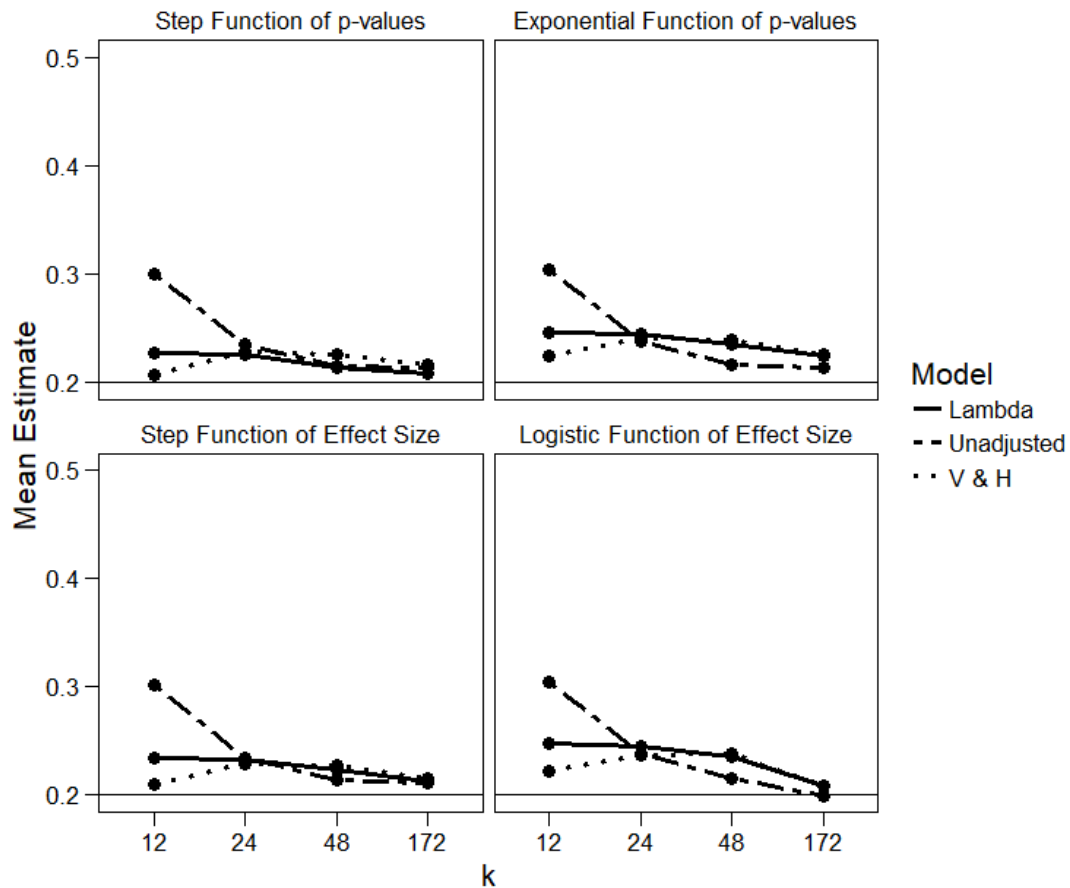 Step Function of p-values
Exponential Function of p-values
0.5
0.4
0.3
0.2
Step Function of Effect Size
Logistic Function of Effect Size
0.5
0.4
0.3
0.2
12 24 48 172
12 24 48 172
k
Mean Estimate
Model
Lambda
Unadjusted
V & H